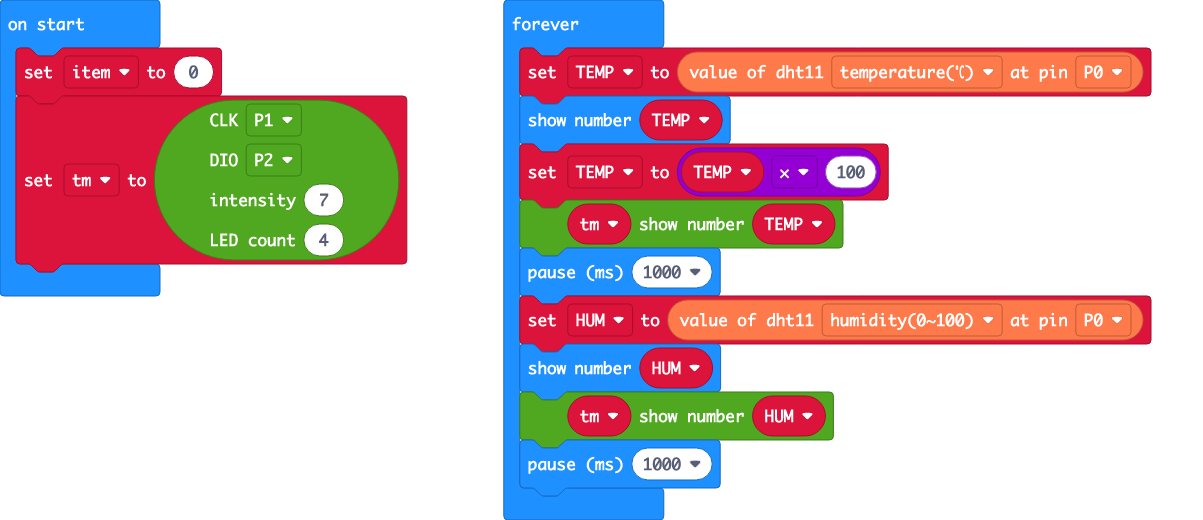 on start
set item to 0
set tm to
CLK P1
DIO P2
intensity 7
LED count 4
forever
set TEMP to value of dht11 temperature(℃) at pin P0
show number TEMP
set TEMP to TEMP × 100
tm show number TEMP
pause (ms) 1000
set HUM to value of dht11 humidity(0~100) at pin P0
show number HUM
tm show number HUM
pause (ms) 1000